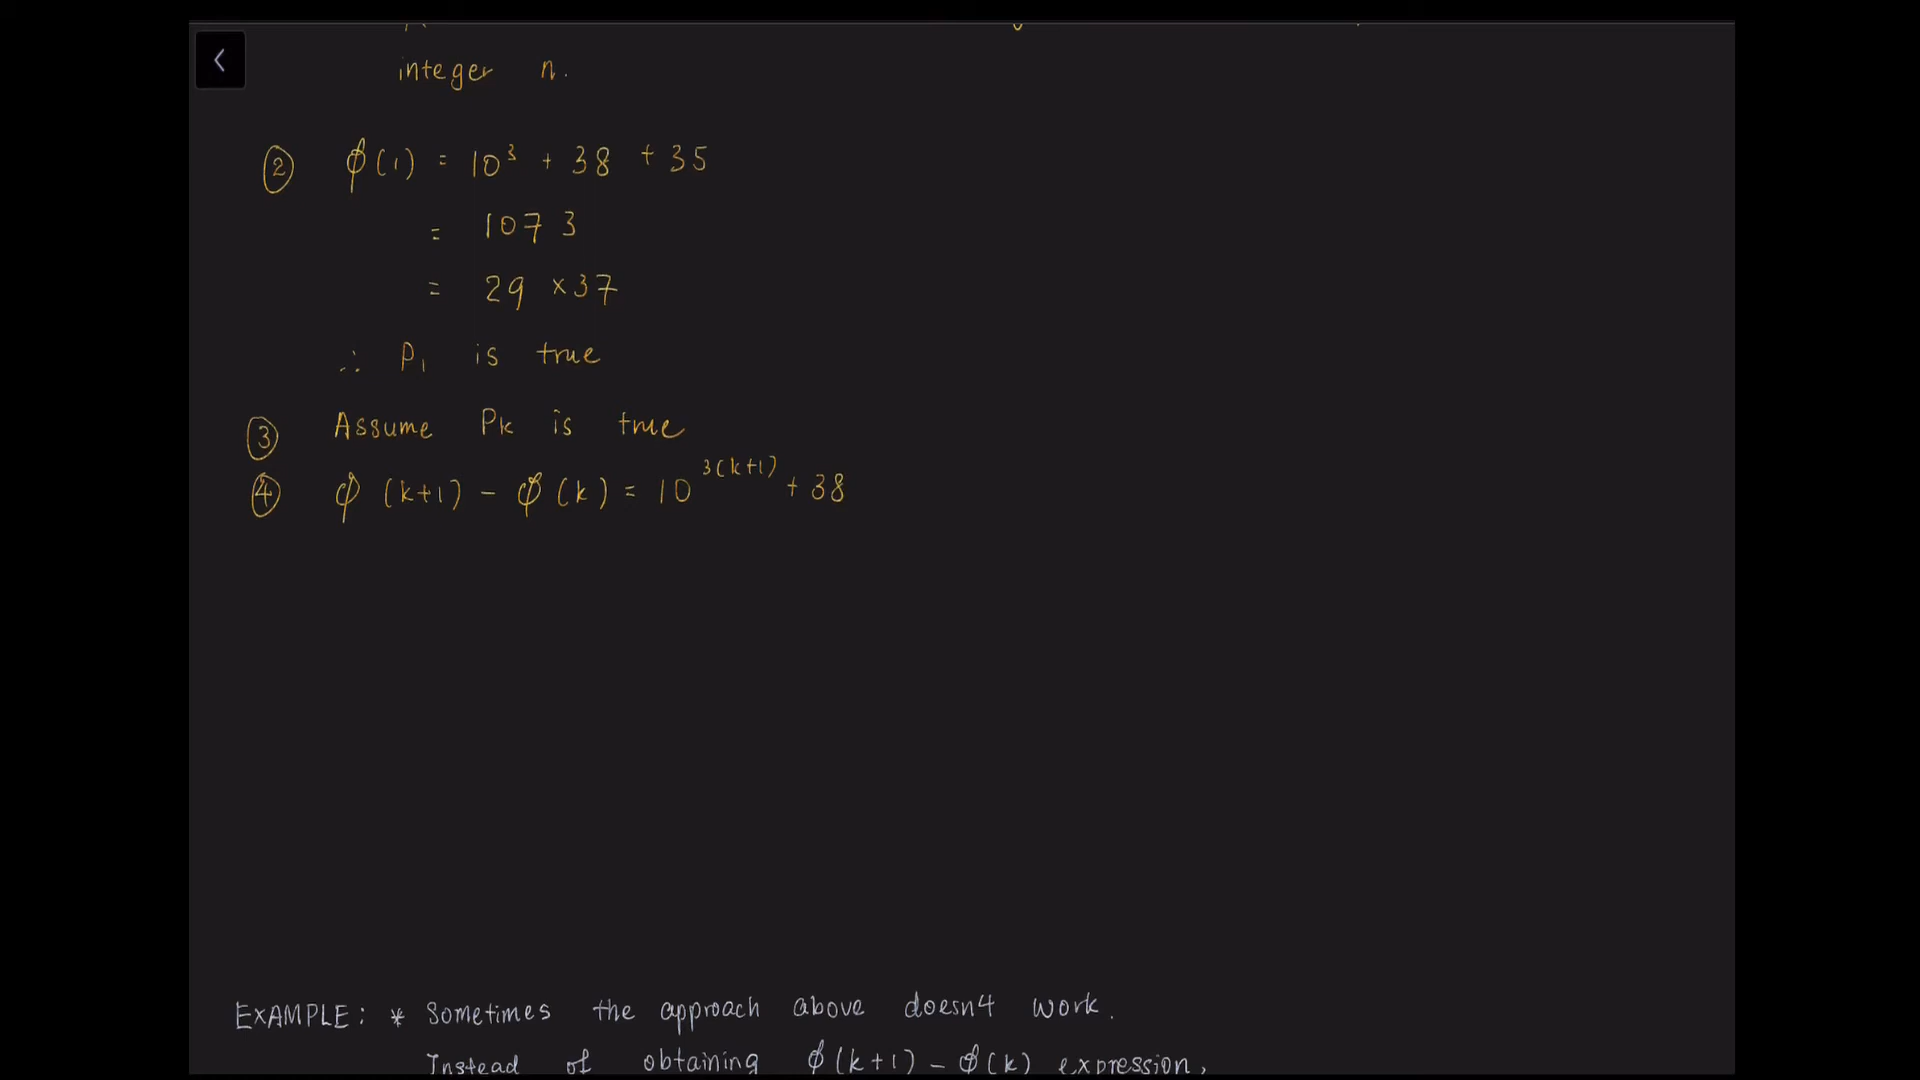 integer n.
② ϕ(1) = 10³ + 38 + 35
= 1073
= 29 × 37
∴ P₁ is true
③ Assume Pₖ is true
④ ϕ(k+1) - ϕ(k) = 10^3(k+1) + 38
EXAMPLE: * Sometimes the approach above doesn4 work.
Instead of obtaining ϕ(k+1) - ϕ(k) expression,